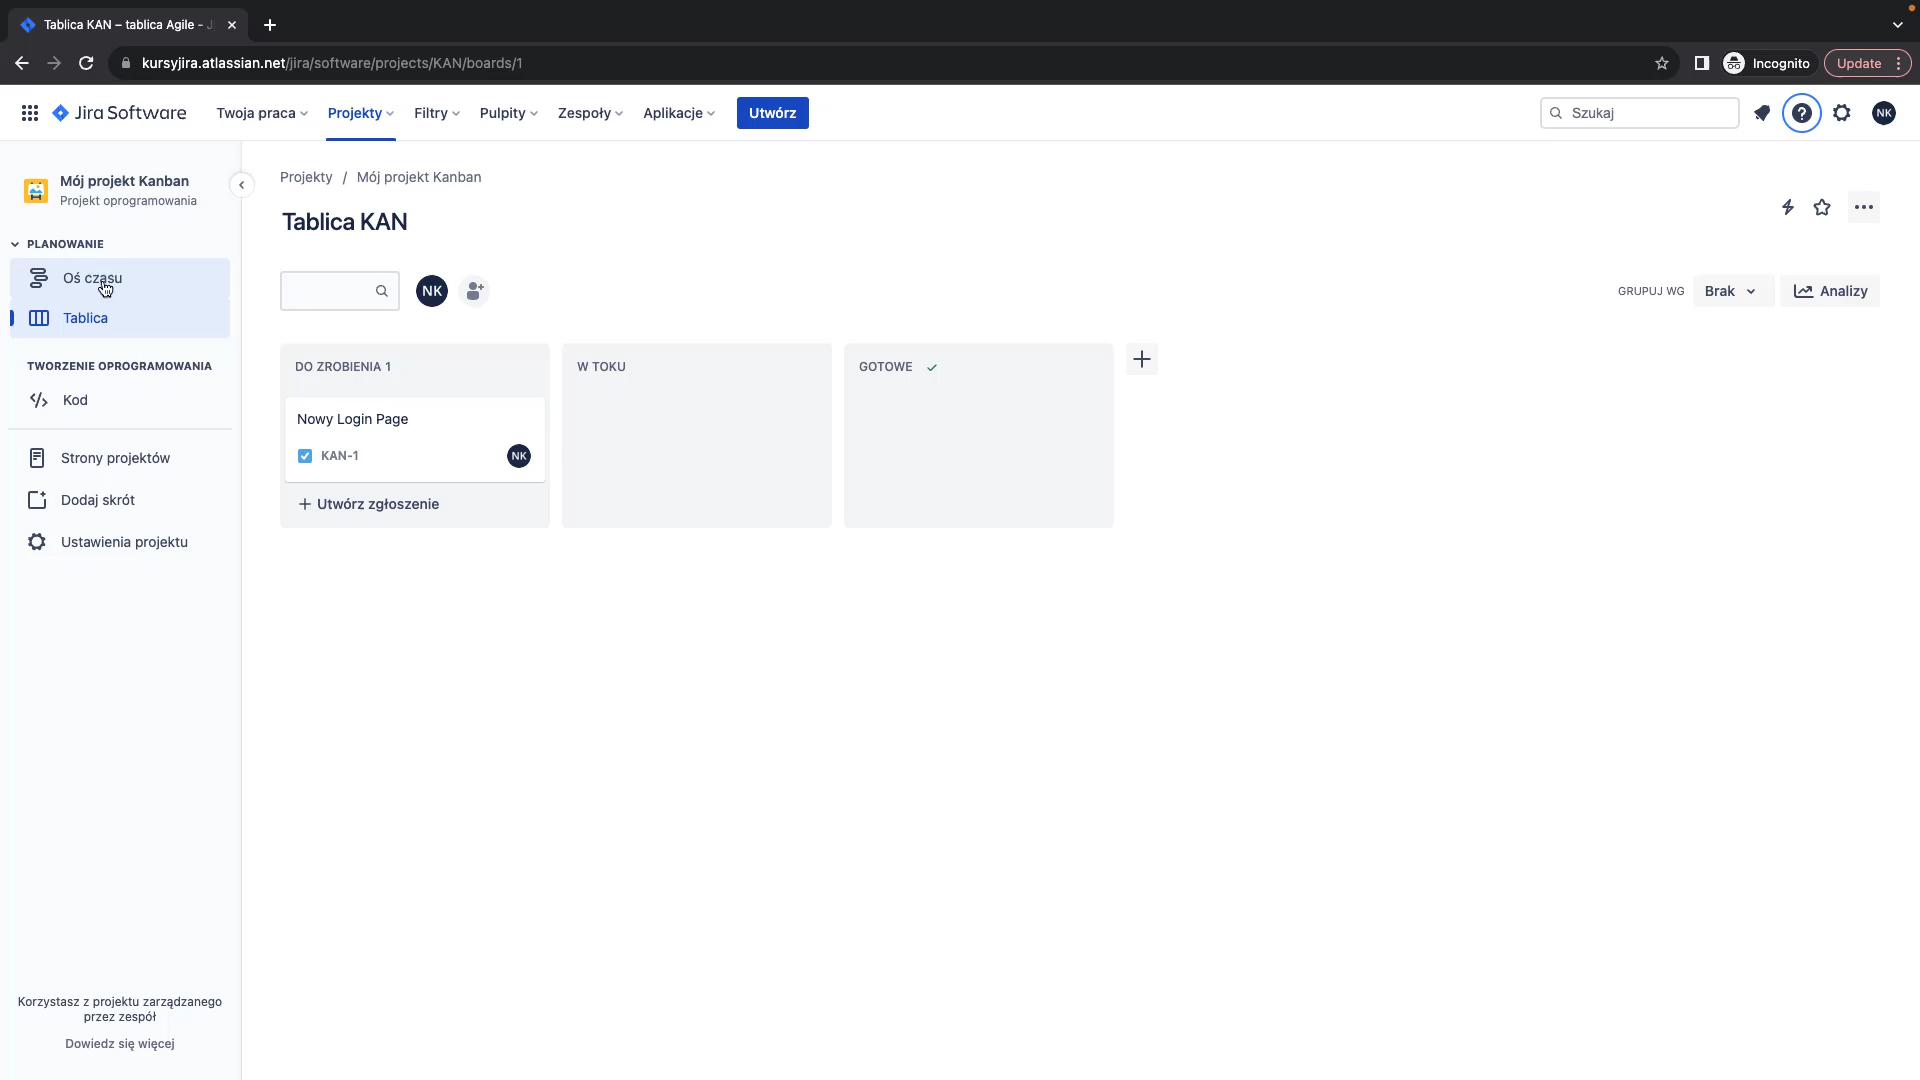 Tablica KAN – tablica Agile - J
kursyjira.atlassian.net/jira/software/projects/KAN/boards/1
Incognito
Update
Jira Software
Twoja praca
Projekty
Filtry
Pulpity
Zespoły
Aplikacje
Utwórz
Szukaj
NK
Mój projekt Kanban
Projekt oprogramowania
PLANOWANIE
Oś czasu
Tablica
TWORZENIE OPROGRAMOWANIA
Kod
Strony projektów
Dodaj skrót
Ustawienia projektu
Korzystasz z projektu zarządzanego
przez zespół
Dowiedz się więcej
Projekty / Mój projekt Kanban
Tablica KAN
NK
GRUPUJ WG
Brak
Analizy
DO ZROBIENIA 1
W TOKU
GOTOWE
Nowy Login Page
KAN-1
NK
+ Utwórz zgłoszenie